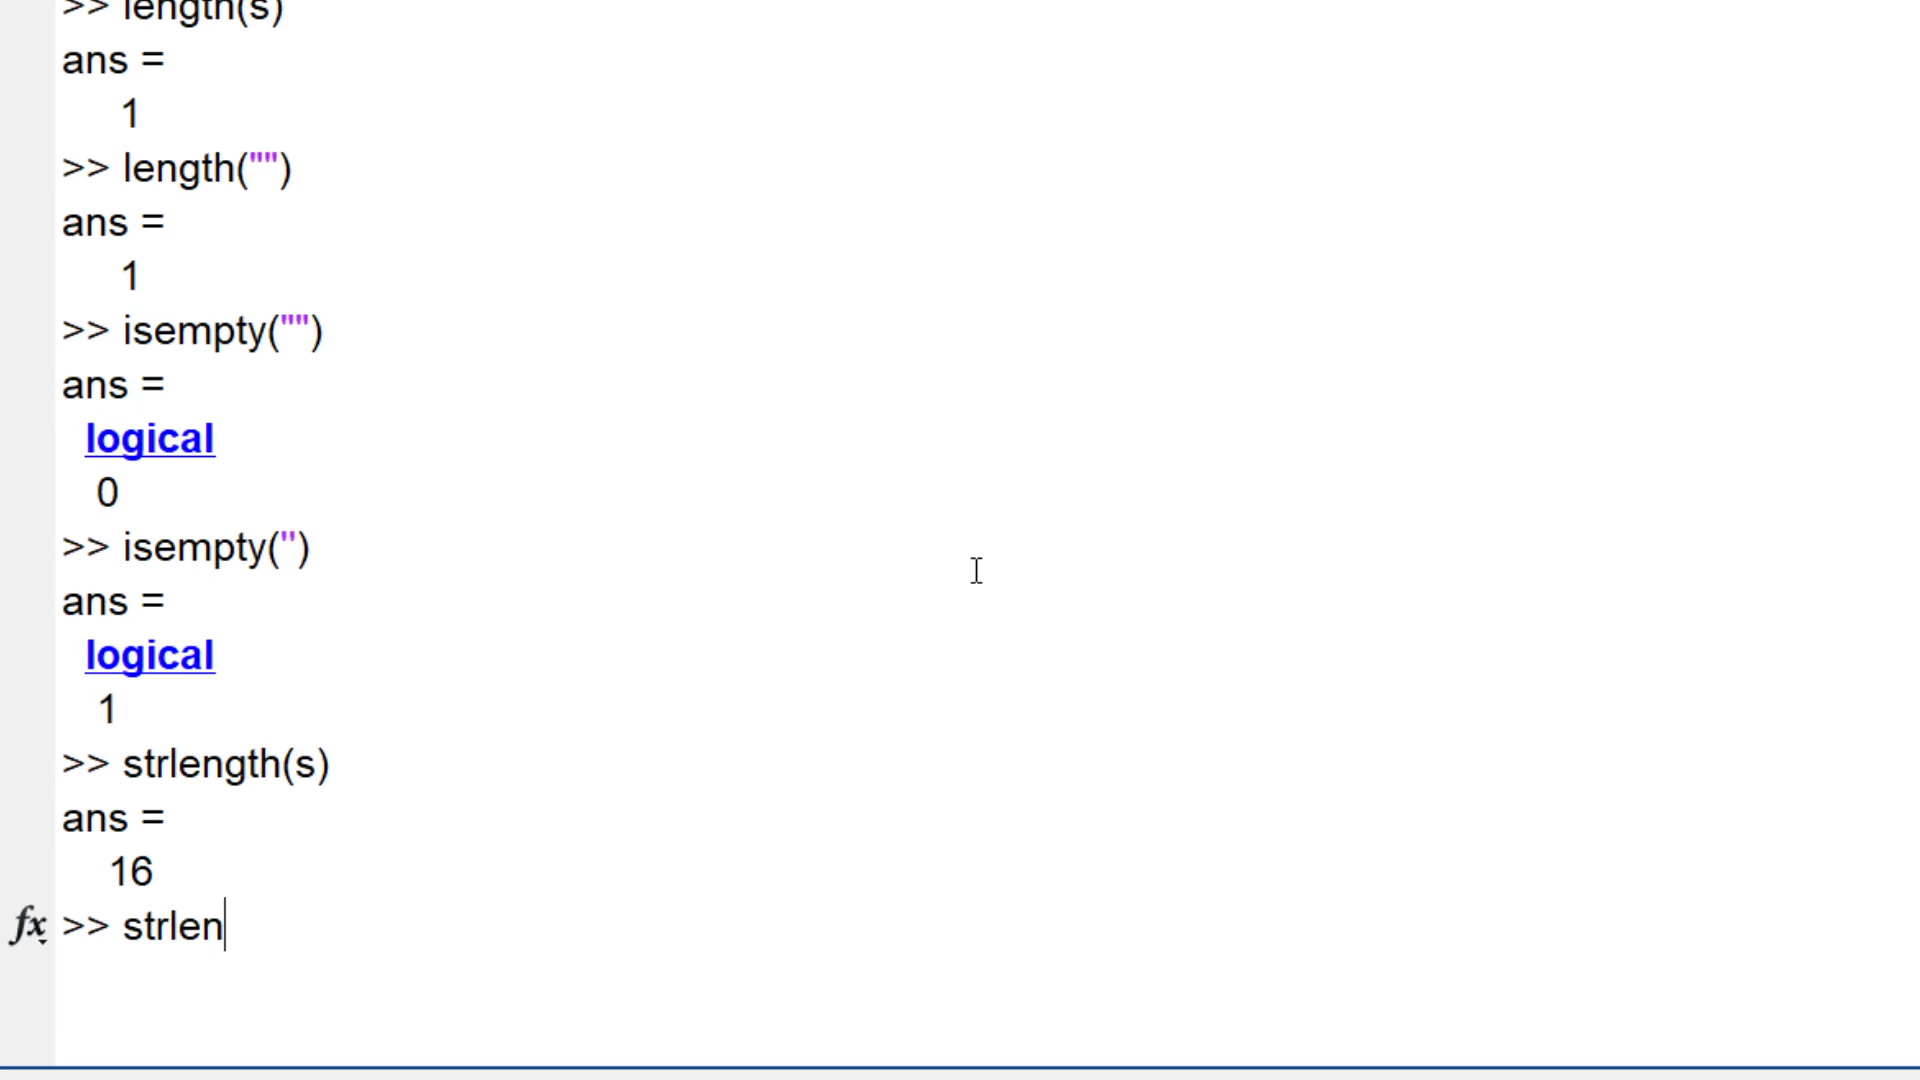 >> length(s)
ans =
1
>> length("")
ans =
1
>> isempty("")
ans =
logical
0
>> isempty('')
ans =
logical
1
>> strlength(s)
ans =
16
fx >> strlen